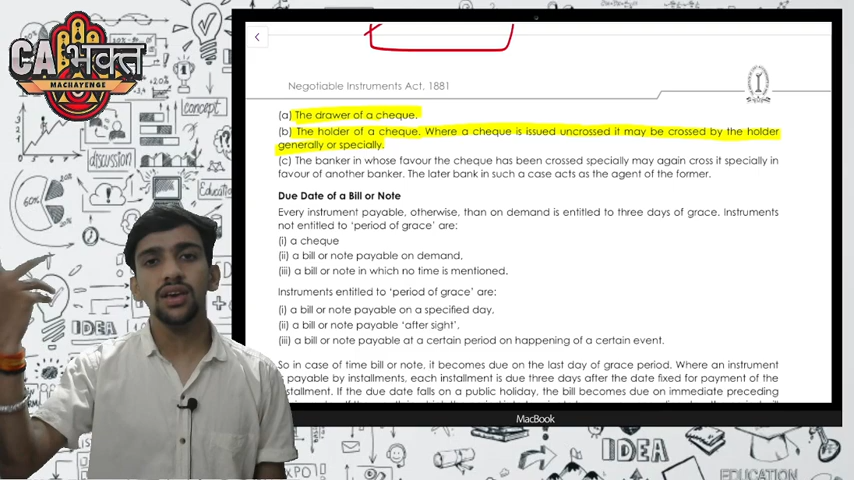 CA भक्त
MACHAYENGE
concept
discussion
60%
20%
Education
IDEA
Negotiable Instruments Act, 1881
(a) The drawer of a cheque.
(b) The holder of a cheque. Where a cheque is issued uncrossed it may be crossed by the holder
generally or specially.
(c) The banker in whose favour the cheque has been crossed specially may again cross it specially in
favour of another banker. The later bank in such a case acts as the agent of the former.
Due Date of a Bill or Note
Every instrument payable, otherwise, than on demand is entitled to three days of grace. Instruments
not entitled to 'period of grace' are:
(i) a cheque
(ii) a bill or note payable on demand.
(iii) a bill or note in which no time is mentioned.
Instruments entitled to 'period of grace' are:
(i) a bill or note payable on a specified day.
(ii) a bill or note payable 'after sight'.
(iii) a bill or note payable at a certain period on happening of a certain event.
So in case of time bill or note, it becomes due on the last day of grace period. Where an instrument
is payable by installments, each installment is due three days after the date fixed for payment of the
installment. If the due date falls on a public holiday, the bill becomes due on immediate preceding
MacBook
IDEA
EXPO
EDUCATION